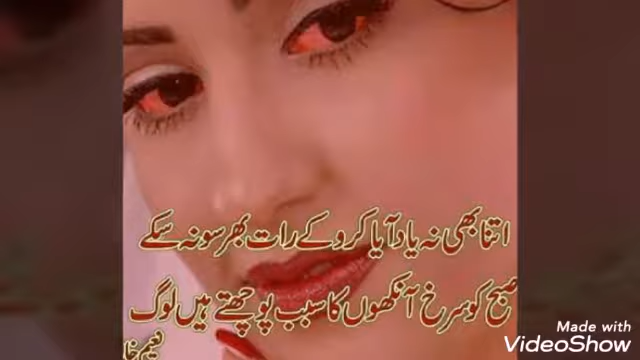 اتنا بھی نہ یاد آیا کرو کے رات بھر سو نہ سکے
صبح کو سرخ آنکھوں کا سبب پوچھتے ہیں لوگ
Made with
VideoShow